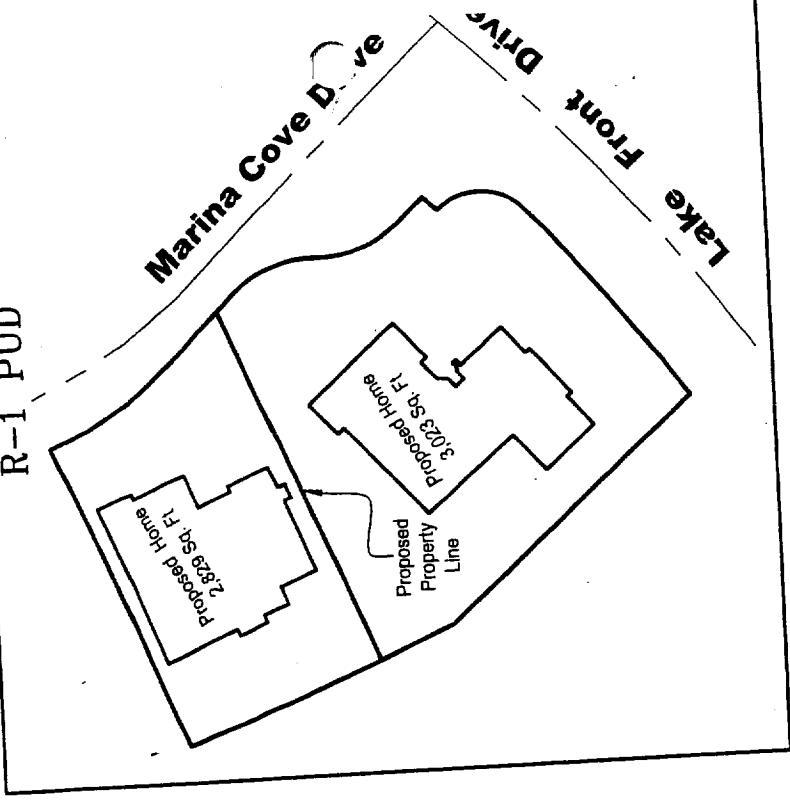 R-1 PUD
Marina Cove
Lake Front Drive
Proposed Home
2,829 Sq. Ft
Proposed Home
3,023 Sq. Ft
Proposed
Property
Line